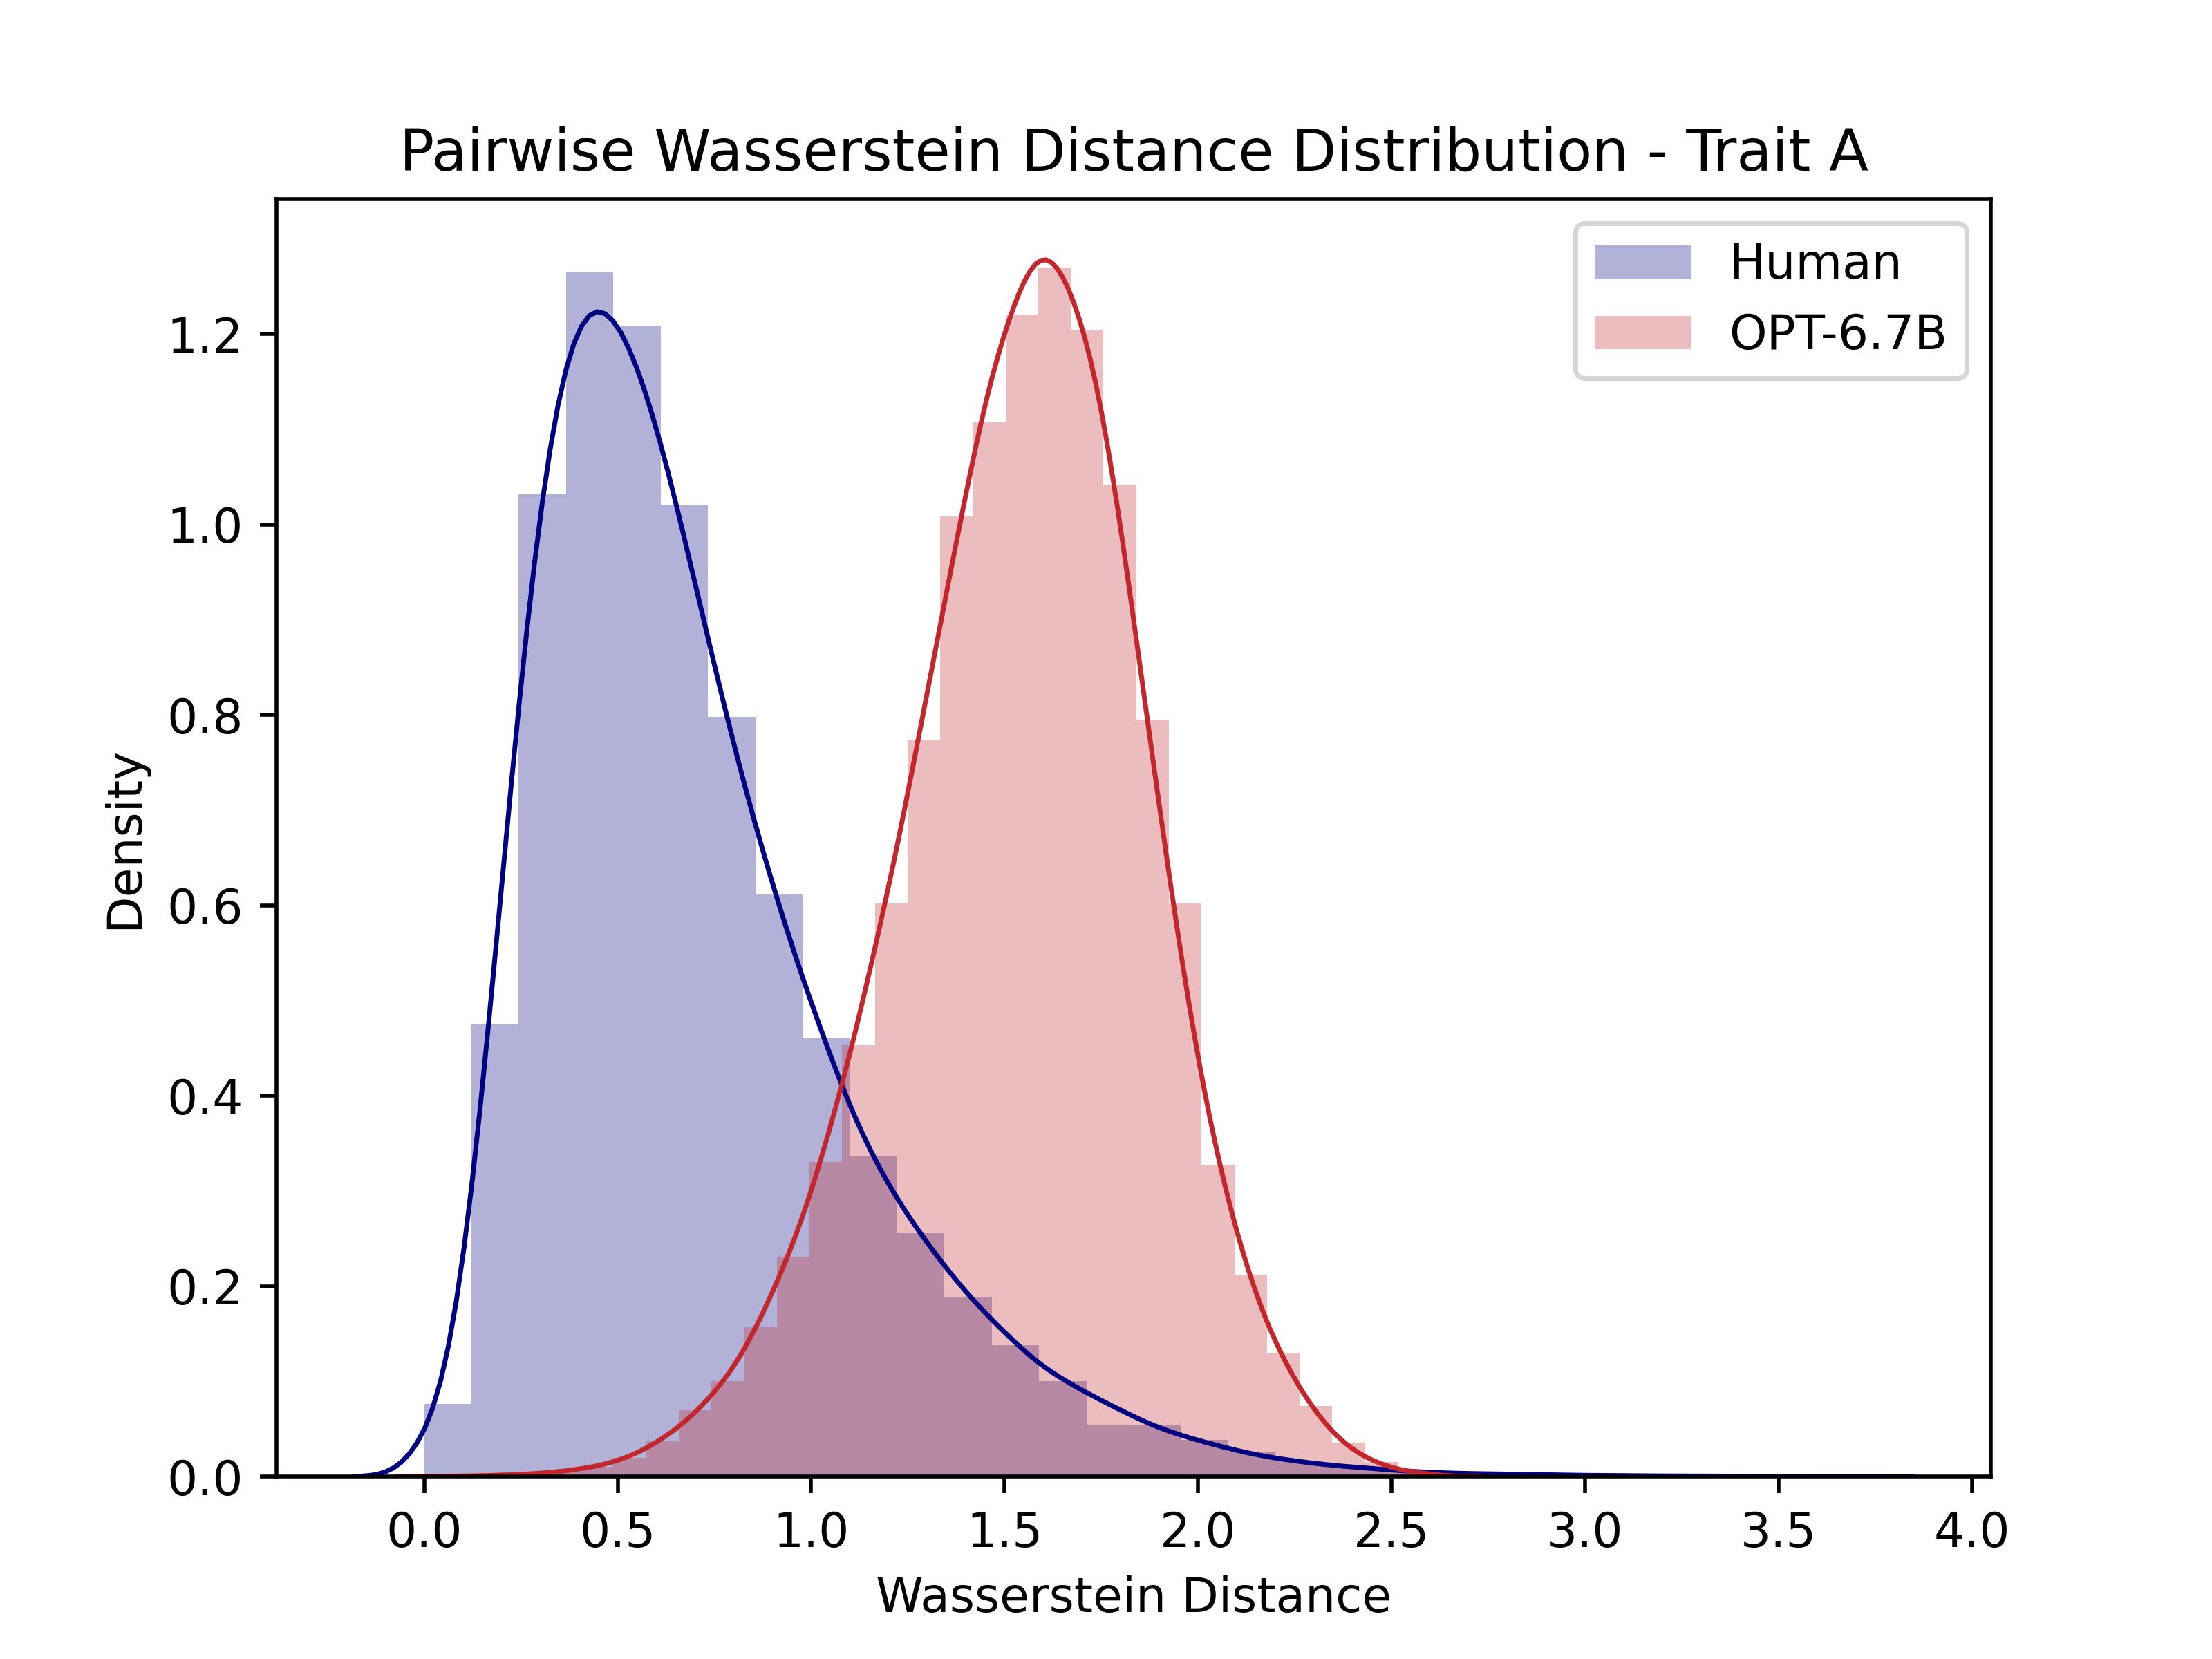 Pairwise Wasserstein Distance Distribution - Trait A
Human
OPT-6.7B
Density
1.2
1.0
0.8
0.6
0.4
0.2
0.0
0.0 0.5 1.0 1.5 2.0 2.5 3.0 3.5 4.0
Wasserstein Distance